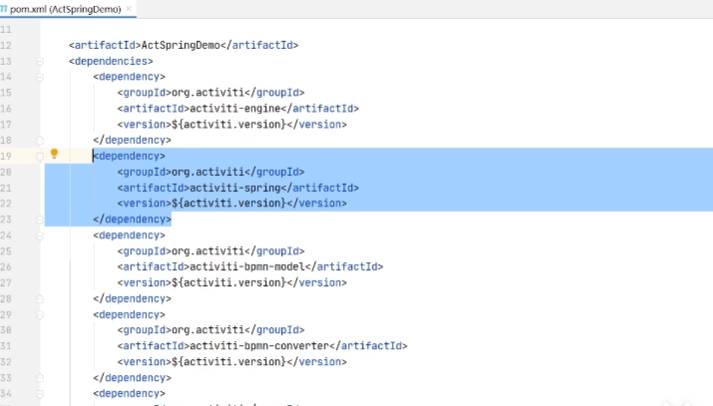 pom.xml (ActSpringDemo)
11
12 <artifactId>ActSpringDemo</artifactId>
13 <dependencies>
14 <dependency>
15 <groupId>org.activiti</groupId>
16 <artifactId>activiti-engine</artifactId>
17 <version>${activiti.version}</version>
18 </dependency>
19 <dependency>
20 <groupId>org.activiti</groupId>
21 <artifactId>activiti-spring</artifactId>
22 <version>${activiti.version}</version>
23 </dependency>
24 <dependency>
25 <groupId>org.activiti</groupId>
26 <artifactId>activiti-bpmn-model</artifactId>
27 <version>${activiti.version}</version>
28 </dependency>
29 <dependency>
30 <groupId>org.activiti</groupId>
31 <artifactId>activiti-bpmn-converter</artifactId>
32 <version>${activiti.version}</version>
33 </dependency>
34 <dependency>